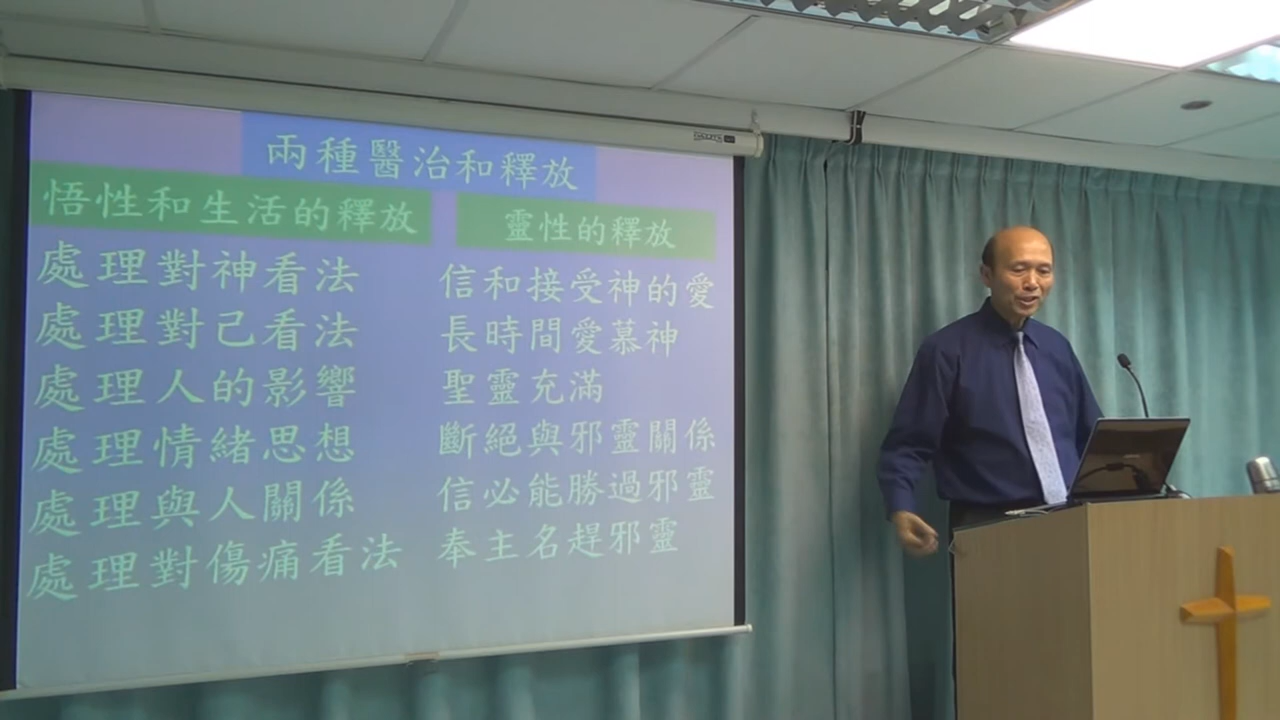 兩種醫治和釋放
悟性和生活的釋放
處理對神看法
處理對己看法
處理人的影響
處理情緒思想
處理與人關係
處理對傷痛看法
靈性的釋放
信和接受神的愛
長時間愛慕神
聖靈充滿
斷絕與邪靈關係
信必能勝過邪靈
奉主名趕邪靈